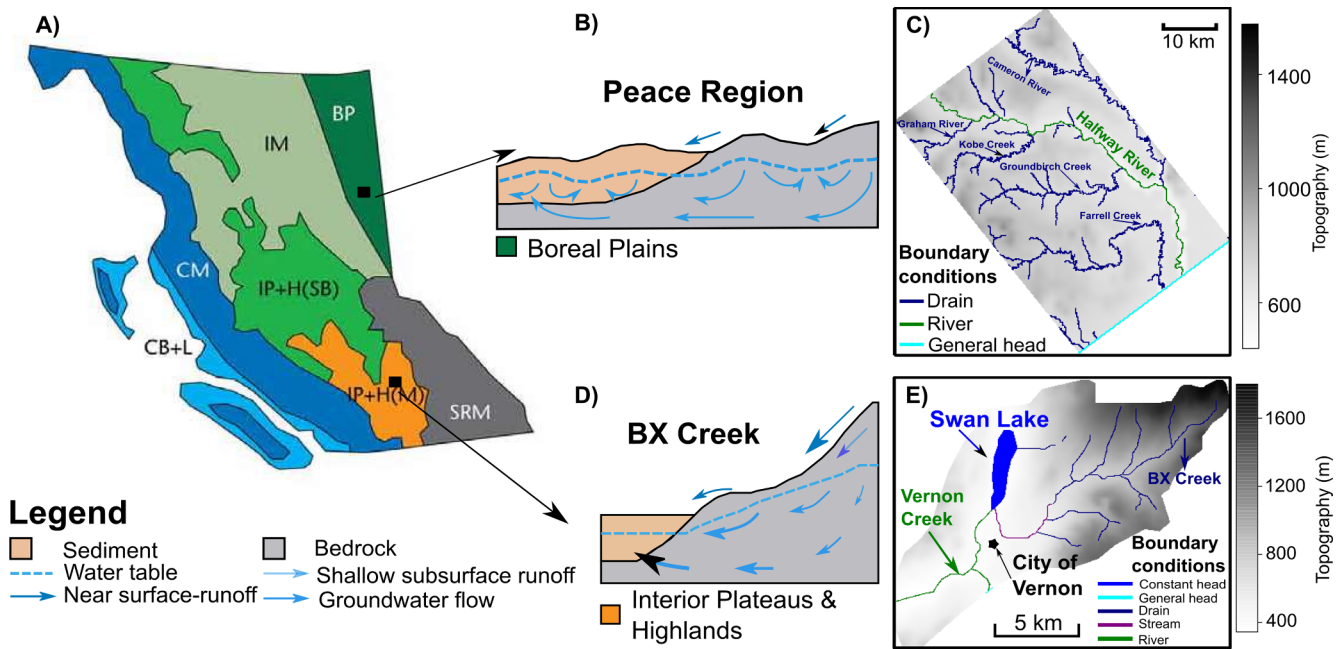 A)
BP
IM
CM
IP+H(SB)
CB+L
IP+H(M)
SRM
Legend
Sediment
Bedrock
Water table
Shallow subsurface runoff
Near surface-runoff
Groundwater flow
B)
Peace Region
Boreal Plains
C)
10 km
Cameron River
Graham River
Halfway River
Kobe Creek
Groundbirch Creek
Farrell Creek
Boundary
conditions
Drain
River
General head
1400
1000
600
Topography (m)
D)
BX Creek
Interior Plateaus &
Highlands
E)
Swan Lake
BX Creek
Vernon
Creek
City of
Vernon
5 km
Boundary
conditions
Constant head
General head
Drain
Stream
River
1600
1200
800
400
Topography (m)